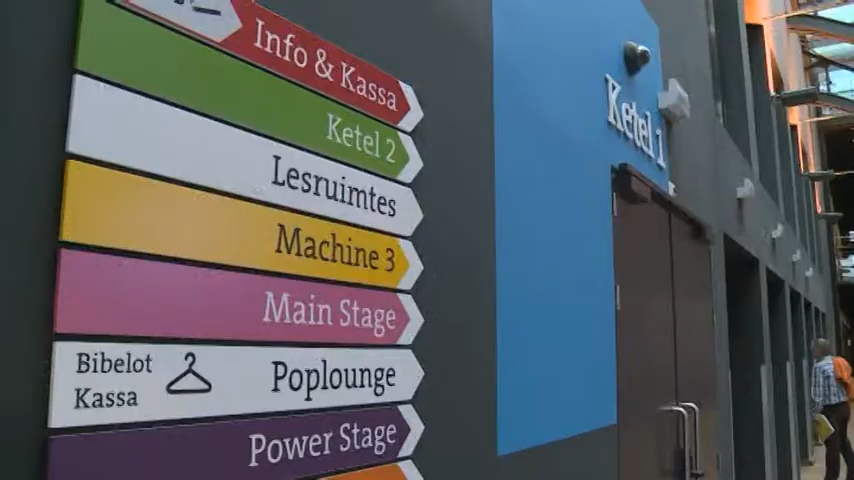 Info & Kassa
Ketel 2
Lesruimtes
Machine 3
Main Stage
Bibelot
Kassa
Poplounge
Power Stage
Ketel 1